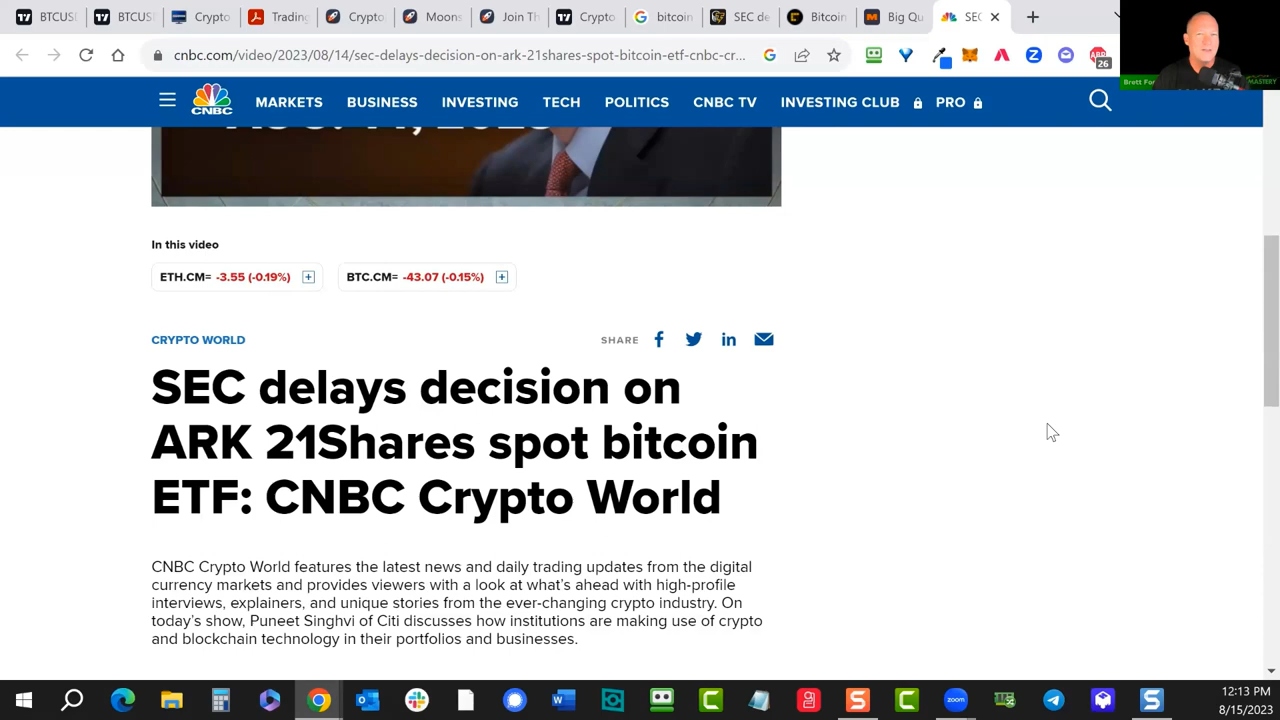 BTCUS
BTCUS
Crypto
Trading
Crypto
Moons
Join Th
Crypto
bitcoin
SEC de
Bitcoin
Big Qu
SEC
cnbc.com/video/2023/08/14/sec-delays-decision-on-ark-21shares-spot-bitcoin-etf-cnbc-cr...
26
Brett Fo
MASTERY
CNBC
MARKETS
BUSINESS
INVESTING
TECH
POLITICS
CNBC TV
INVESTING CLUB
PRO
In this video
ETH.CM= -3.55 (-0.19%)
BTC.CM= -43.07 (-0.15%)
CRYPTO WORLD
SHARE
SEC delays decision on
ARK 21Shares spot bitcoin
ETF: CNBC Crypto World
CNBC Crypto World features the latest news and daily trading updates from the digital
currency markets and provides viewers with a look at what's ahead with high-profile
interviews, explainers, and unique stories from the ever-changing crypto industry. On
today's show, Puneet Singhvi of Citi discusses how institutions are making use of crypto
and blockchain technology in their portfolios and businesses.
zoom
12:13 PM
8/15/2023